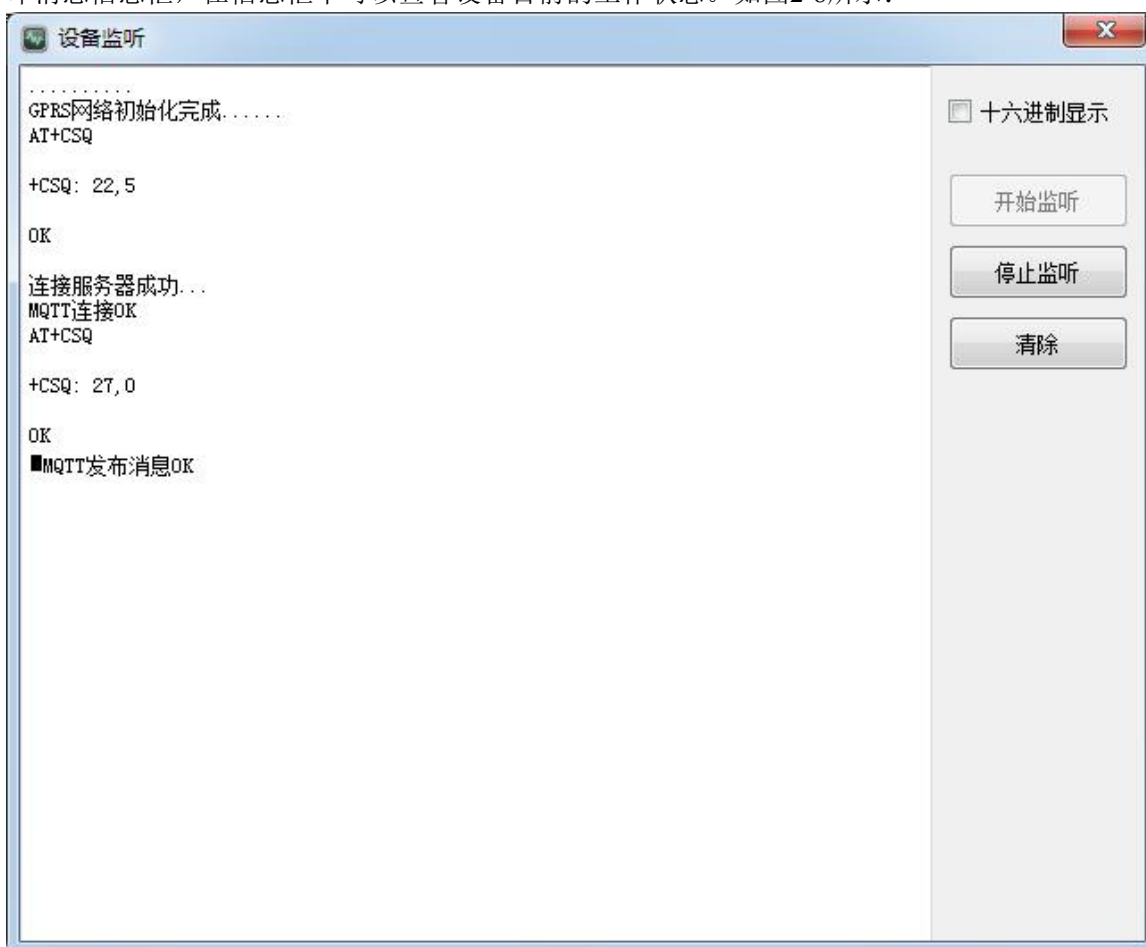 设备监听
..........
GPRS网络初始化完成......
AT+CSQ
+CSQ: 22,5
OK
连接服务器成功...
MQTT连接OK
AT+CSQ
+CSQ: 27,0
OK
MQTT发布消息OK
十六进制显示
开始监听
停止监听
清除